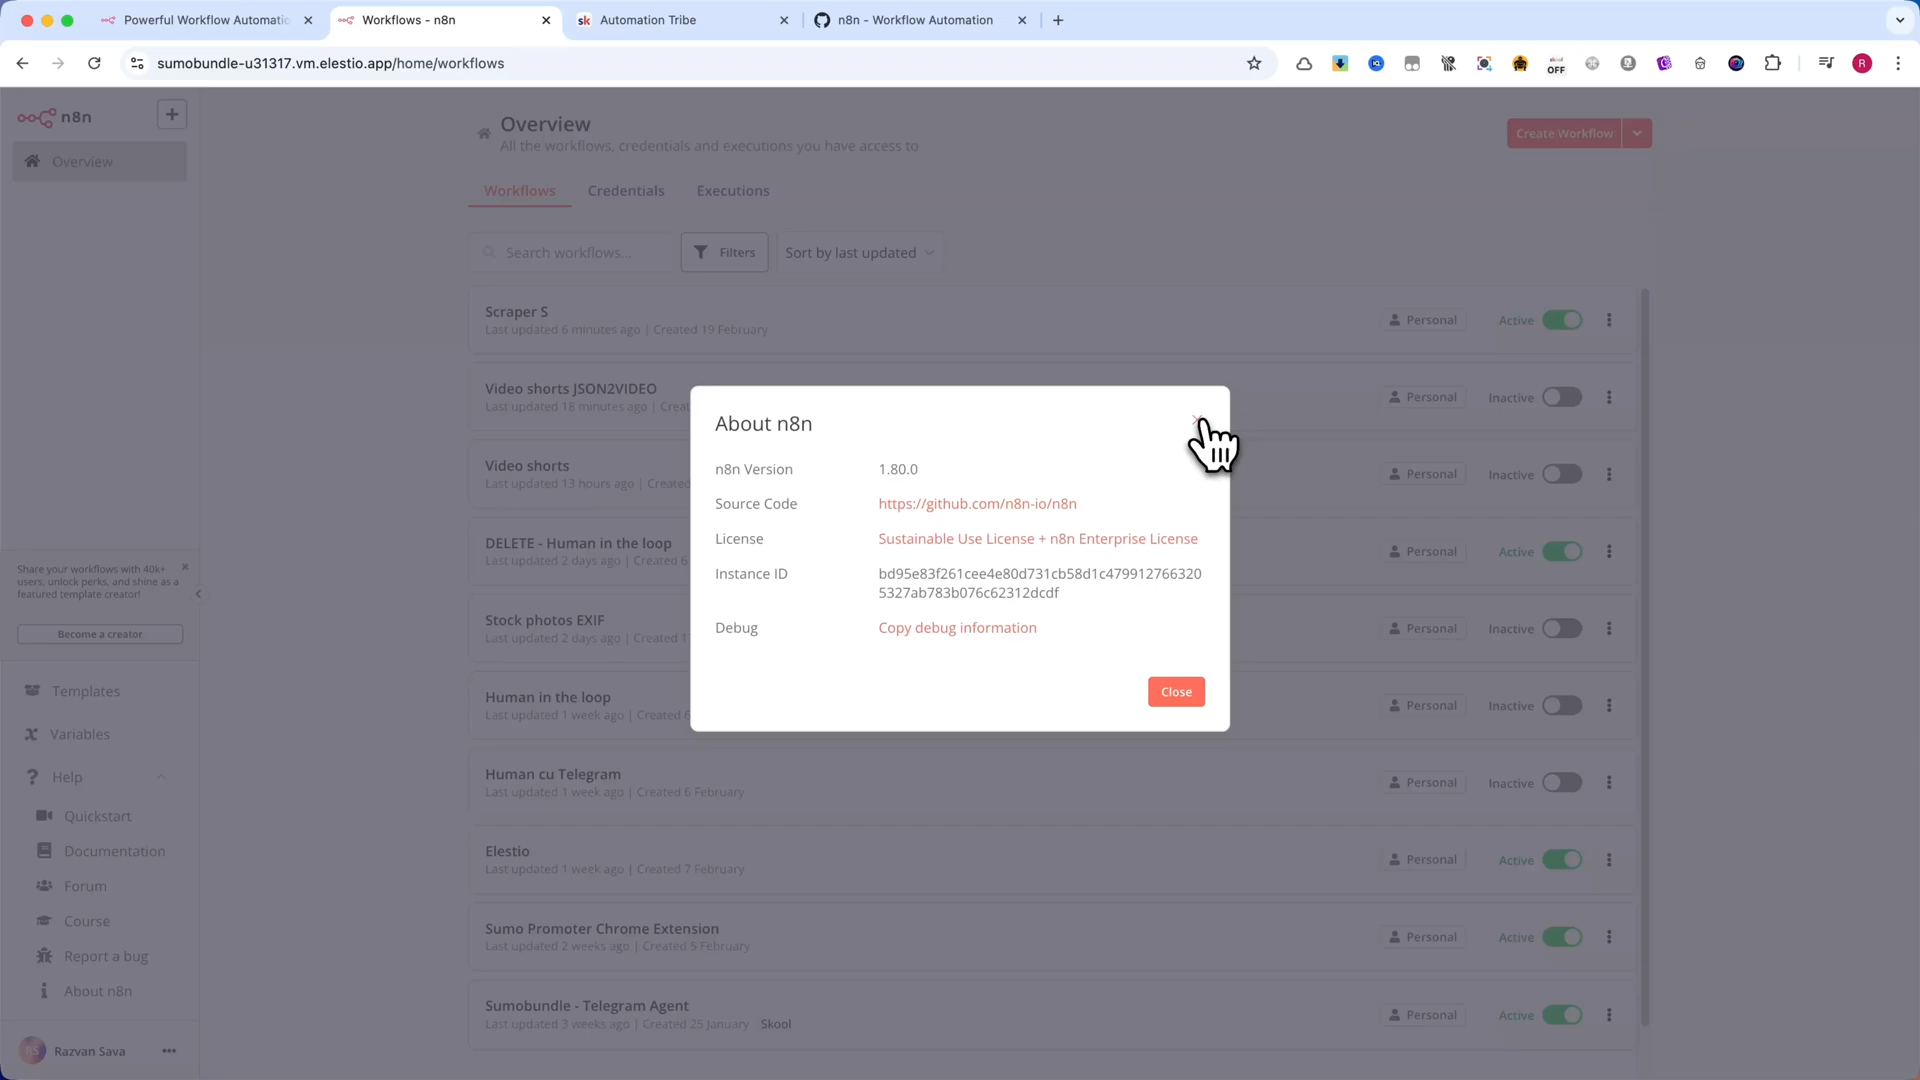 Powerful Workflow Automatio
Workflows - n8n
Automation Tribe
n8n - Workflow Automation
sumobundle-u31317.vm.elestio.app/home/workflows
OFF
R
n8n
Overview
Overview
All the workflows, credentials and executions you have access to
Create Workflow
Workflows
Credentials
Executions
Search workflows...
Filters
Sort by last updated
Scraper S
Last updated 6 minutes ago | Created 19 February
Personal
Active
Video shorts JSON2VIDEO
Last updated 18 minutes ago | Creat
Personal
Inactive
Video shorts
Last updated 13 hours ago | Created
Personal
Inactive
DELETE - Human in the loop
Last updated 2 days ago | Created 6
Personal
Active
Stock photos EXIF
Last updated 2 days ago | Created 1
Personal
Inactive
Human in the loop
Last updated 1 week ago | Created 6
Personal
Inactive
Human cu Telegram
Last updated 1 week ago | Created 6 February
Personal
Inactive
Elestio
Last updated 1 week ago | Created 7 February
Personal
Active
Sumo Promoter Chrome Extension
Last updated 2 weeks ago | Created 5 February
Personal
Active
Sumobundle - Telegram Agent
Last updated 3 weeks ago | Created 25 January
Skool
Personal
Active
About n8n
n8n Version
1.80.0
Source Code
https://github.com/n8n-io/n8n
License
Sustainable Use License + n8n Enterprise License
Instance ID
bd95e83f261cee4e80d731cb58d1c479912766320
5327ab783b076c62312dcdf
Debug
Copy debug information
Close
Share your workflows with 40k+
users, unlock perks, and shine as a
featured template creator!
Become a creator
Templates
Variables
Help
Quickstart
Documentation
Forum
Course
Report a bug
About n8n
RS
Razvan Sava